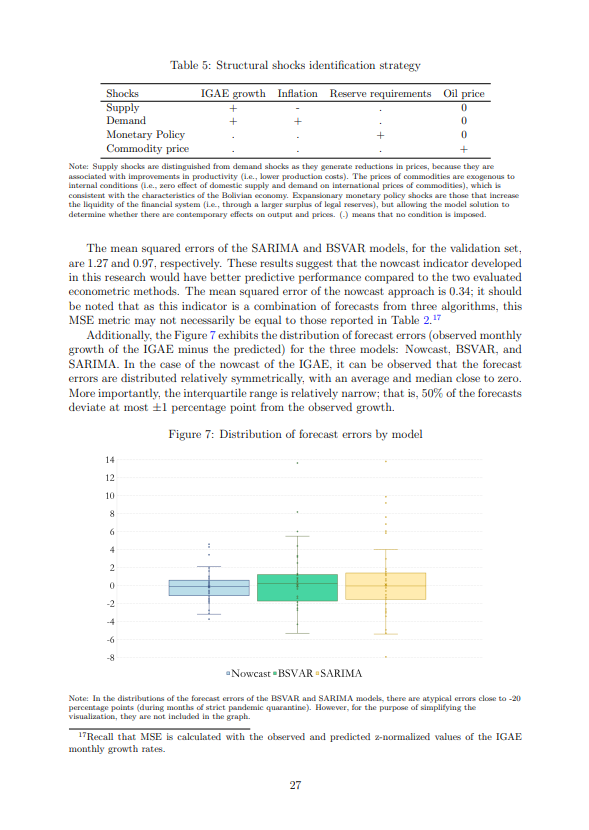 Table 5: Structural shocks identification strategy
Shocks IGAE growth Inflation Reserve requirements Oil price
Supply + - . 0
Demand + + . 0
Monetary Policy . . + 0
Commodity price . . . +
Note: Supply shocks are distinguished from demand shocks as they generate reductions in prices, because they are
associated with improvements in productivity (i.e., lower production costs). The prices of commodities are exogenous to
internal conditions (i.e., zero effect of domestic supply and demand on international prices of commodities), which is
consistent with the characteristics of the Bolivian economy. Expansionary monetary policy shocks are those that increase
the liquidity of the financial system (i.e., through a larger surplus of legal reserves), but allowing the model solution to
determine whether there are contemporary effects on output and prices. (.) means that no condition is imposed.
The mean squared errors of the SARIMA and BSVAR models, for the validation set,
are 1.27 and 0.97, respectively. These results suggest that the nowcast indicator developed
in this research would have better predictive performance compared to the two evaluated
econometric methods. The mean squared error of the nowcast approach is 0.34; it should
be noted that as this indicator is a combination of forecasts from three algorithms, this
MSE metric may not necessarily be equal to those reported in Table 2.17
Additionally, the Figure 7 exhibits the distribution of forecast errors (observed monthly
growth of the IGAE minus the predicted) for the three models: Nowcast, BSVAR, and
SARIMA. In the case of the nowcast of the IGAE, it can be observed that the forecast
errors are distributed relatively symmetrically, with an average and median close to zero.
More importantly, the interquartile range is relatively narrow; that is, 50% of the forecasts
deviate at most ±1 percentage point from the observed growth.
Figure 7: Distribution of forecast errors by model
14
12
10
8
6
4
2
0
-2
-4
-6
-8
Nowcast BSVAR SARIMA
Note: In the distributions of the forecast errors of the BSVAR and SARIMA models, there are atypical errors close to -20
percentage points (during months of strict pandemic quarantine). However, for the purpose of simplifying the
visualization, they are not included in the graph.
17Recall that MSE is calculated with the observed and predicted z-normalized values of the IGAE
monthly growth rates.
27